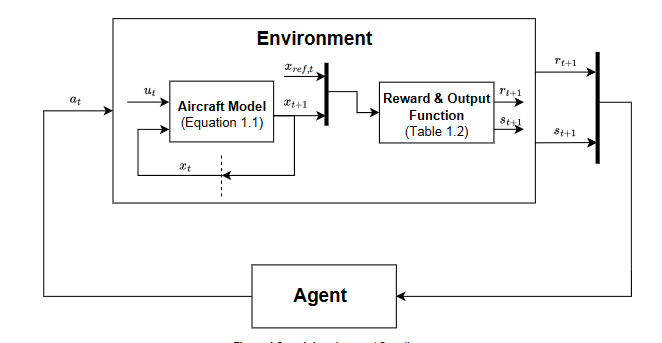 Environment
x_{ref,t}
r_{t+1}
a_t
u_t
Aircraft Model
(Equation 1.1)
x_{t+1}
Reward & Output
Function
(Table 1.2)
r_{t+1}
s_{t+1}
s_{t+1}
x_t
Agent